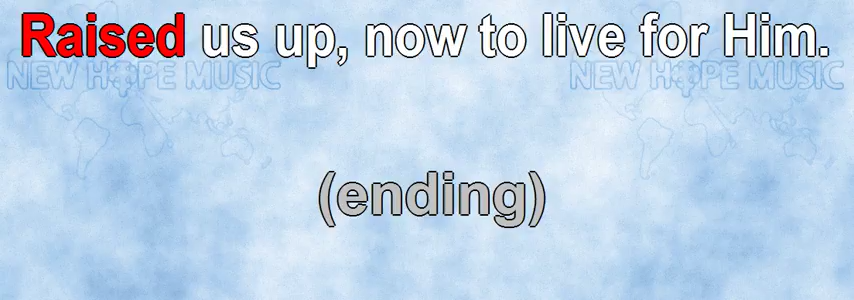 Raised us up, now to live for Him.
NEW HOPE MUSIC NEW HOPE MUSIC
(ending)